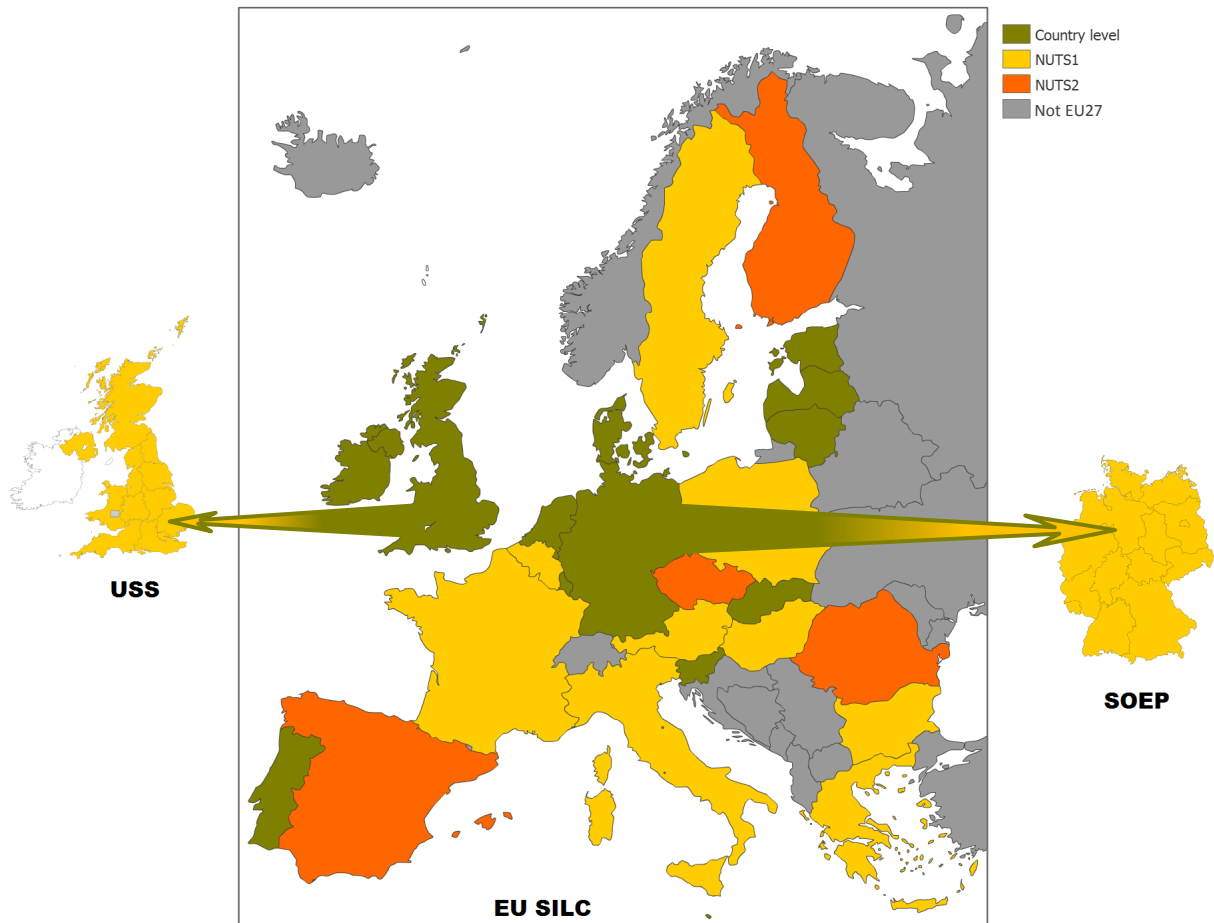 Country level
NUTS1
NUTS2
Not EU27
USS
SOEP
EU SILC